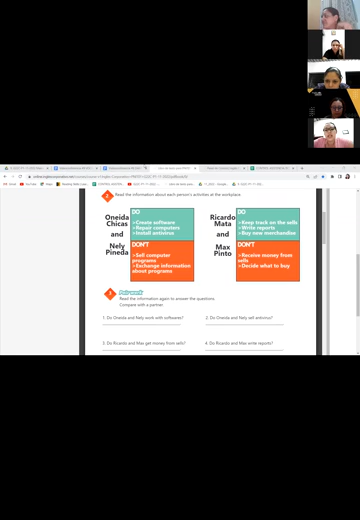 2 Read the information about each person's activities at the workplace.
Oneida
Chicas
and
Nely
Pineda
DO
>Create software
>Repair computers
>Install antivirus
DON'T
>Sell computer
programs
>Exchange information
about programs
Ricardo
Mata
and
Max
Pinto
DO
>Keep track on the sells
>Write reports
>Buy new merchandise
DON'T
>Receive money from
sells
>Decide what to buy
3
Read the information again to answer the questions.
Compare with a partner.
1. Do Oneida and Nely work with softwares?
2. Do Oneida and Nely sell antivirus?
3. Do Ricardo and Max get money from sells?
4. Do Ricardo and Max write reports?